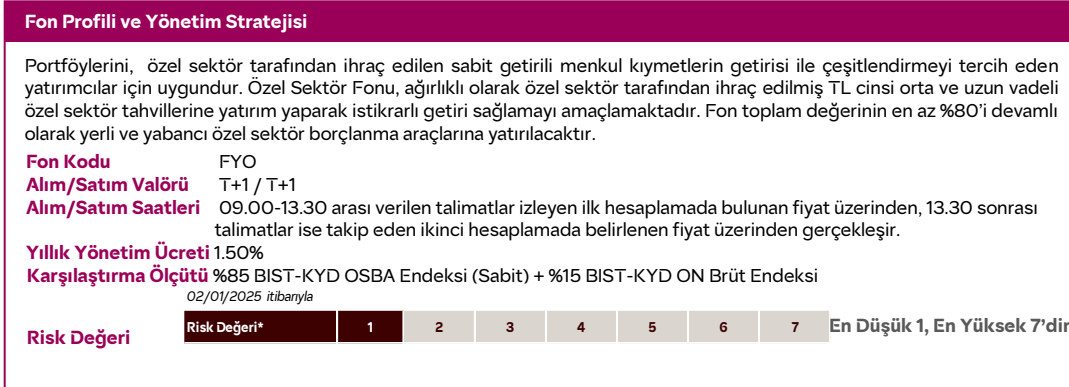 Fon Profili ve Yönetim Stratejisi
Portföylerini, özel sektör tarafından ihraç edilen sabit getirili menkul kıymetlerin getirisi ile çeşitlendirmeyi tercih eden
yatırımcılar için uygundur. Özel Sektör Fonu, ağırlıklı olarak özel sektör tarafından ihraç edilmiş TL cinsi orta ve uzun vadeli
özel sektör tahvillerine yatırım yaparak istikrarlı getiri sağlamayı amaçlamaktadır. Fon toplam değerinin en az %80'i devamlı
olarak yerli ve yabancı özel sektör borçlanma araçlarına yatırılacaktır.
Fon Kodu FYO
Alım/Satım Valörü T+1 / T+1
Alım/Satım Saatleri 09.00-13.30 arası verilen talimatlar izleyen ilk hesaplamada bulunan fiyat üzerinden, 13.30 sonrası
talimatlar ise takip eden ikinci hesaplamada belirlenen fiyat üzerinden gerçekleşir.
Yıllık Yönetim Ücreti 1.50%
Karşılaştırma Ölçütü %85 BIST-KYD OSBA Endeksi (Sabit) + %15 BIST-KYD ON Brüt Endeksi
02/01/2025 itibarıyla
Risk Değeri Risk Değeri* 1 2 3 4 5 6 7 En Düşük 1, En Yüksek 7'dir